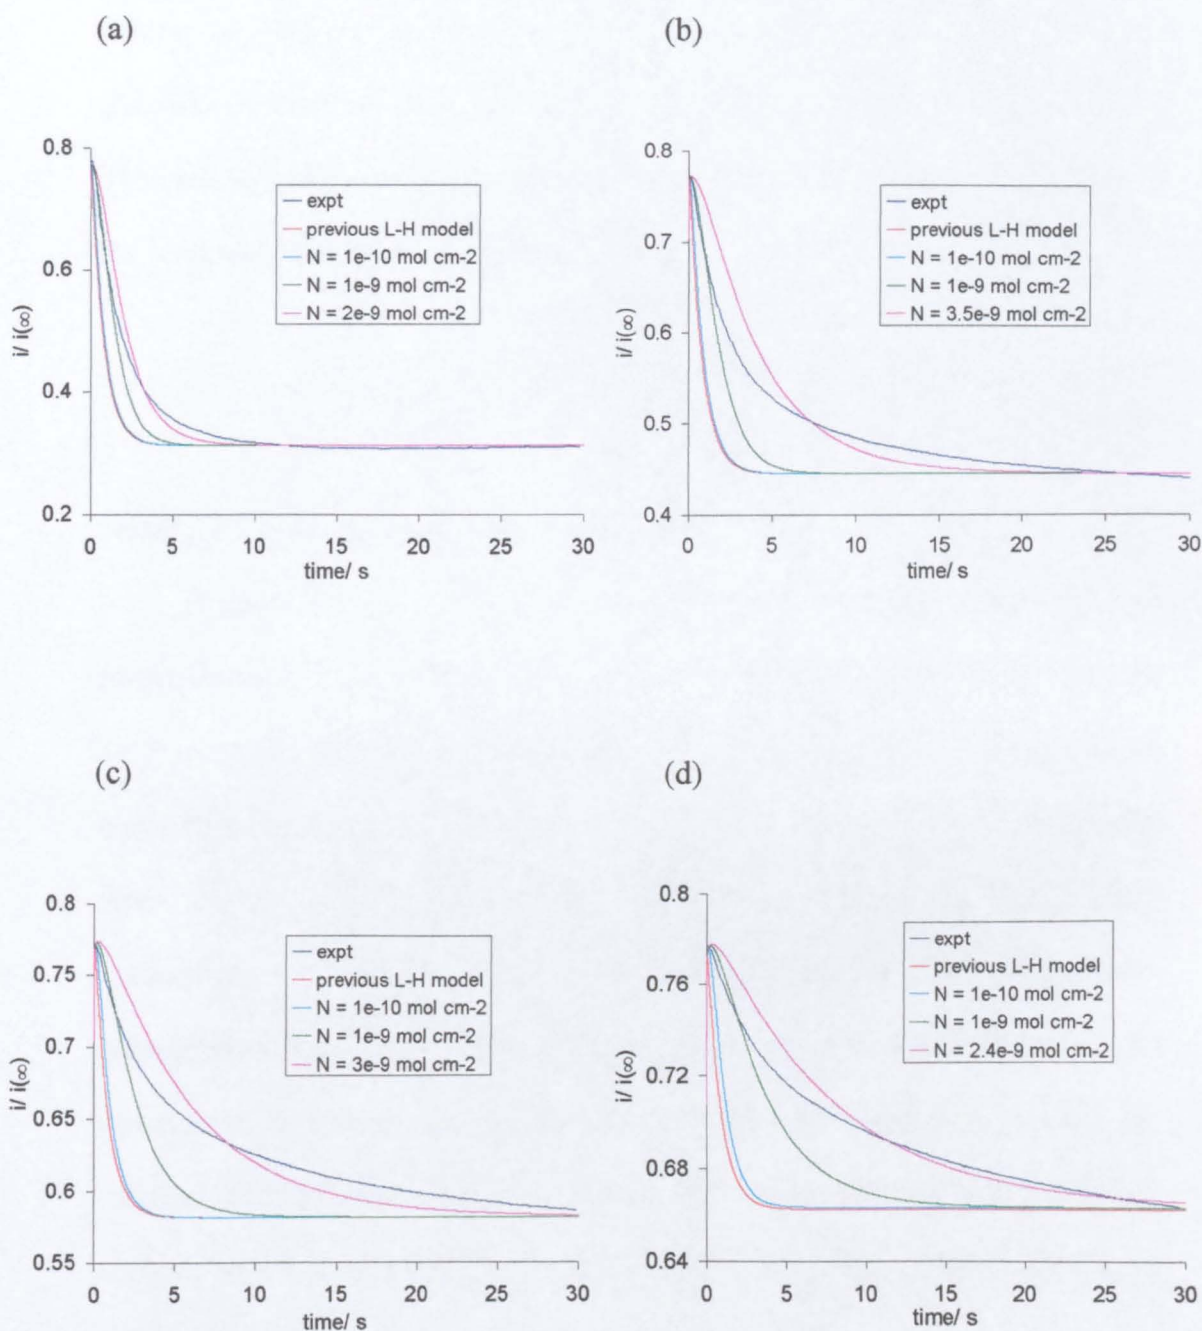 (a)
0.8
0.6
0.4
0.2
i/ i(∞)
0 5 10 15 20 25 30
time/ s
expt
previous L-H model
N = 1e-10 mol cm-2
N = 1e-9 mol cm-2
N = 2e-9 mol cm-2
(b)
0.8
0.7
0.6
0.5
0.4
i/ i(∞)
0 5 10 15 20 25 30
time/ s
expt
previous L-H model
N = 1e-10 mol cm-2
N = 1e-9 mol cm-2
N = 3.5e-9 mol cm-2
(c)
0.8
0.75
0.7
0.65
0.6
0.55
i/ i(∞)
0 5 10 15 20 25 30
time/ s
expt
previous L-H model
N = 1e-10 mol cm-2
N = 1e-9 mol cm-2
N = 3e-9 mol cm-2
(d)
0.8
0.76
0.72
0.68
0.64
i/ i(∞)
0 5 10 15 20 25 30
time/ s
expt
previous L-H model
N = 1e-10 mol cm-2
N = 1e-9 mol cm-2
N = 2.4e-9 mol cm-2